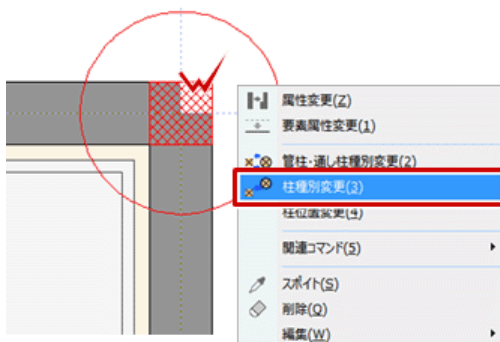 属性変更(Z)
要素属性変更(1)
管柱・通し柱種別変更(2)
柱種別変更(3)
柱位置変更(4)
関連コマンド(5)
スポイト(S)
削除(Q)
編集(W)